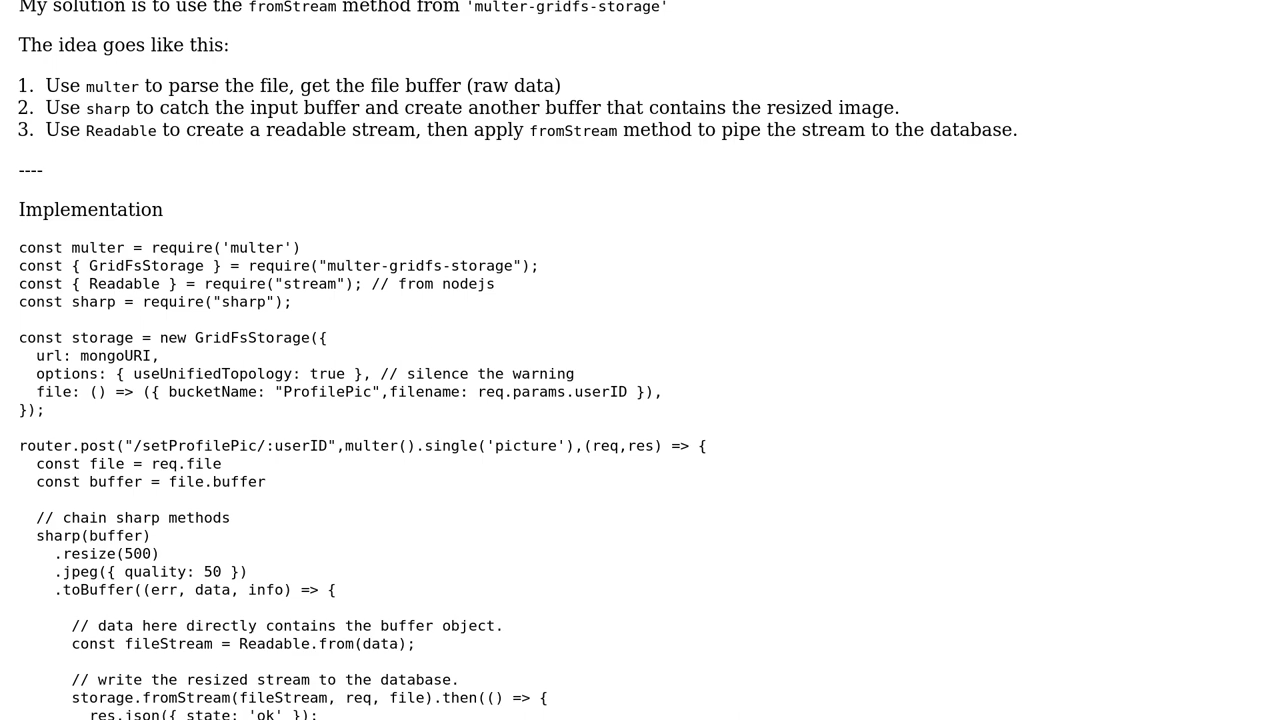 My solution is to use the fromStream method from 'multer-gridfs-storage'
The idea goes like this:
1. Use multer to parse the file, get the file buffer (raw data)
2. Use sharp to catch the input buffer and create another buffer that contains the resized image.
3. Use Readable to create a readable stream, then apply fromStream method to pipe the stream to the database.
----
Implementation
const multer = require('multer')
const { GridFsStorage } = require("multer-gridfs-storage");
const { Readable } = require("stream"); // from nodejs
const sharp = require("sharp");
const storage = new GridFsStorage({
  url: mongoURI,
  options: { useUnifiedTopology: true }, // silence the warning
  file: () => ({ bucketName: "ProfilePic",filename: req.params.userID }),
});
router.post("/setProfilePic/:userID",multer().single('picture'),(req,res) => {
  const file = req.file
  const buffer = file.buffer
  // chain sharp methods
  sharp(buffer)
    .resize(500)
    .jpeg({ quality: 50 })
    .toBuffer((err, data, info) => {
      // data here directly contains the buffer object.
      const fileStream = Readable.from(data);
      // write the resized stream to the database.
      storage.fromStream(fileStream, req, file).then(() => {
        res.json({ state: 'ok' });